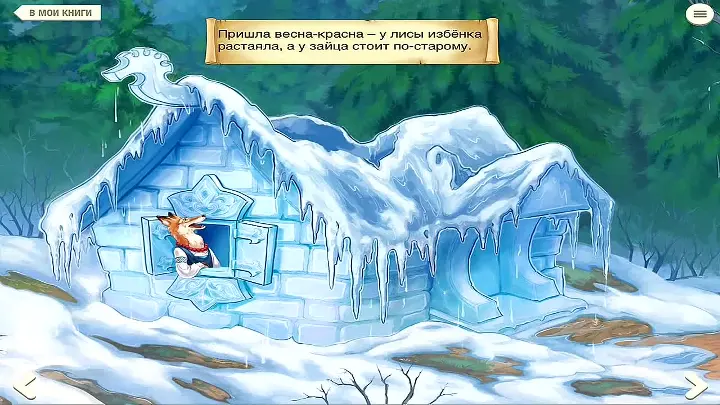 В МОИ КНИГИ
Пришла весна-красна – у лисы избёнка
растаяла, а у зайца стоит по-старому.